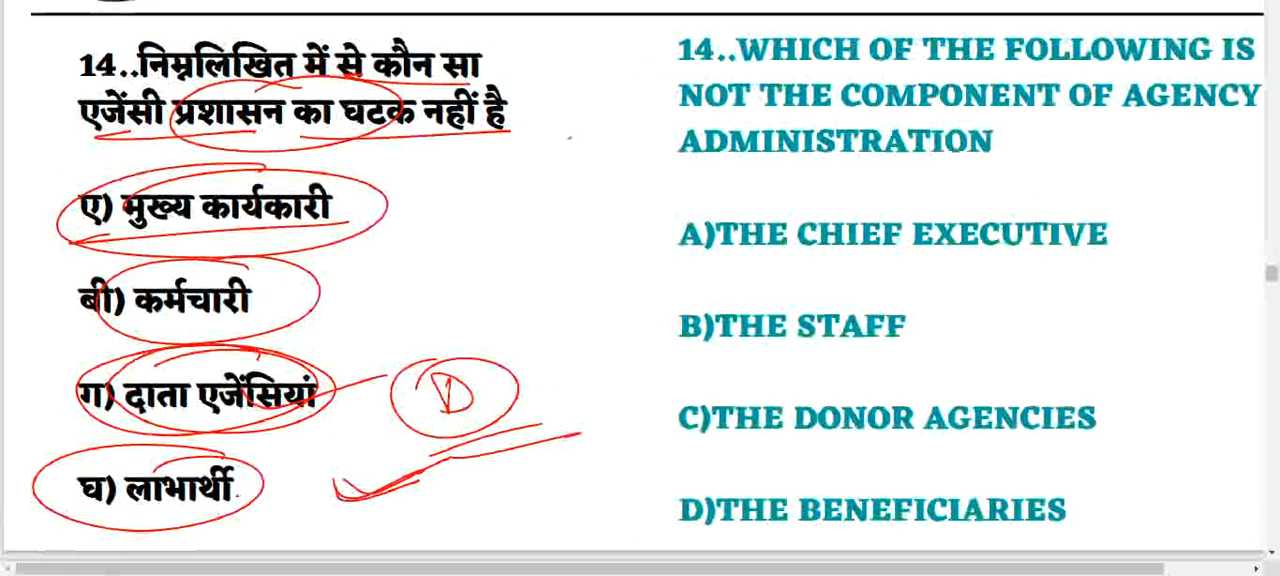 14..निम्नलिखित में से कौन सा
एजेंसी प्रशासन का घटक नहीं है
ए) मुख्य कार्यकारी
बी) कर्मचारी
ग) दाता एजेंसियां
D
घ) लाभार्थी
14..WHICH OF THE FOLLOWING IS
NOT THE COMPONENT OF AGENCY
ADMINISTRATION
A)THE CHIEF EXECUTIVE
B)THE STAFF
C)THE DONOR AGENCIES
D)THE BENEFICIARIES